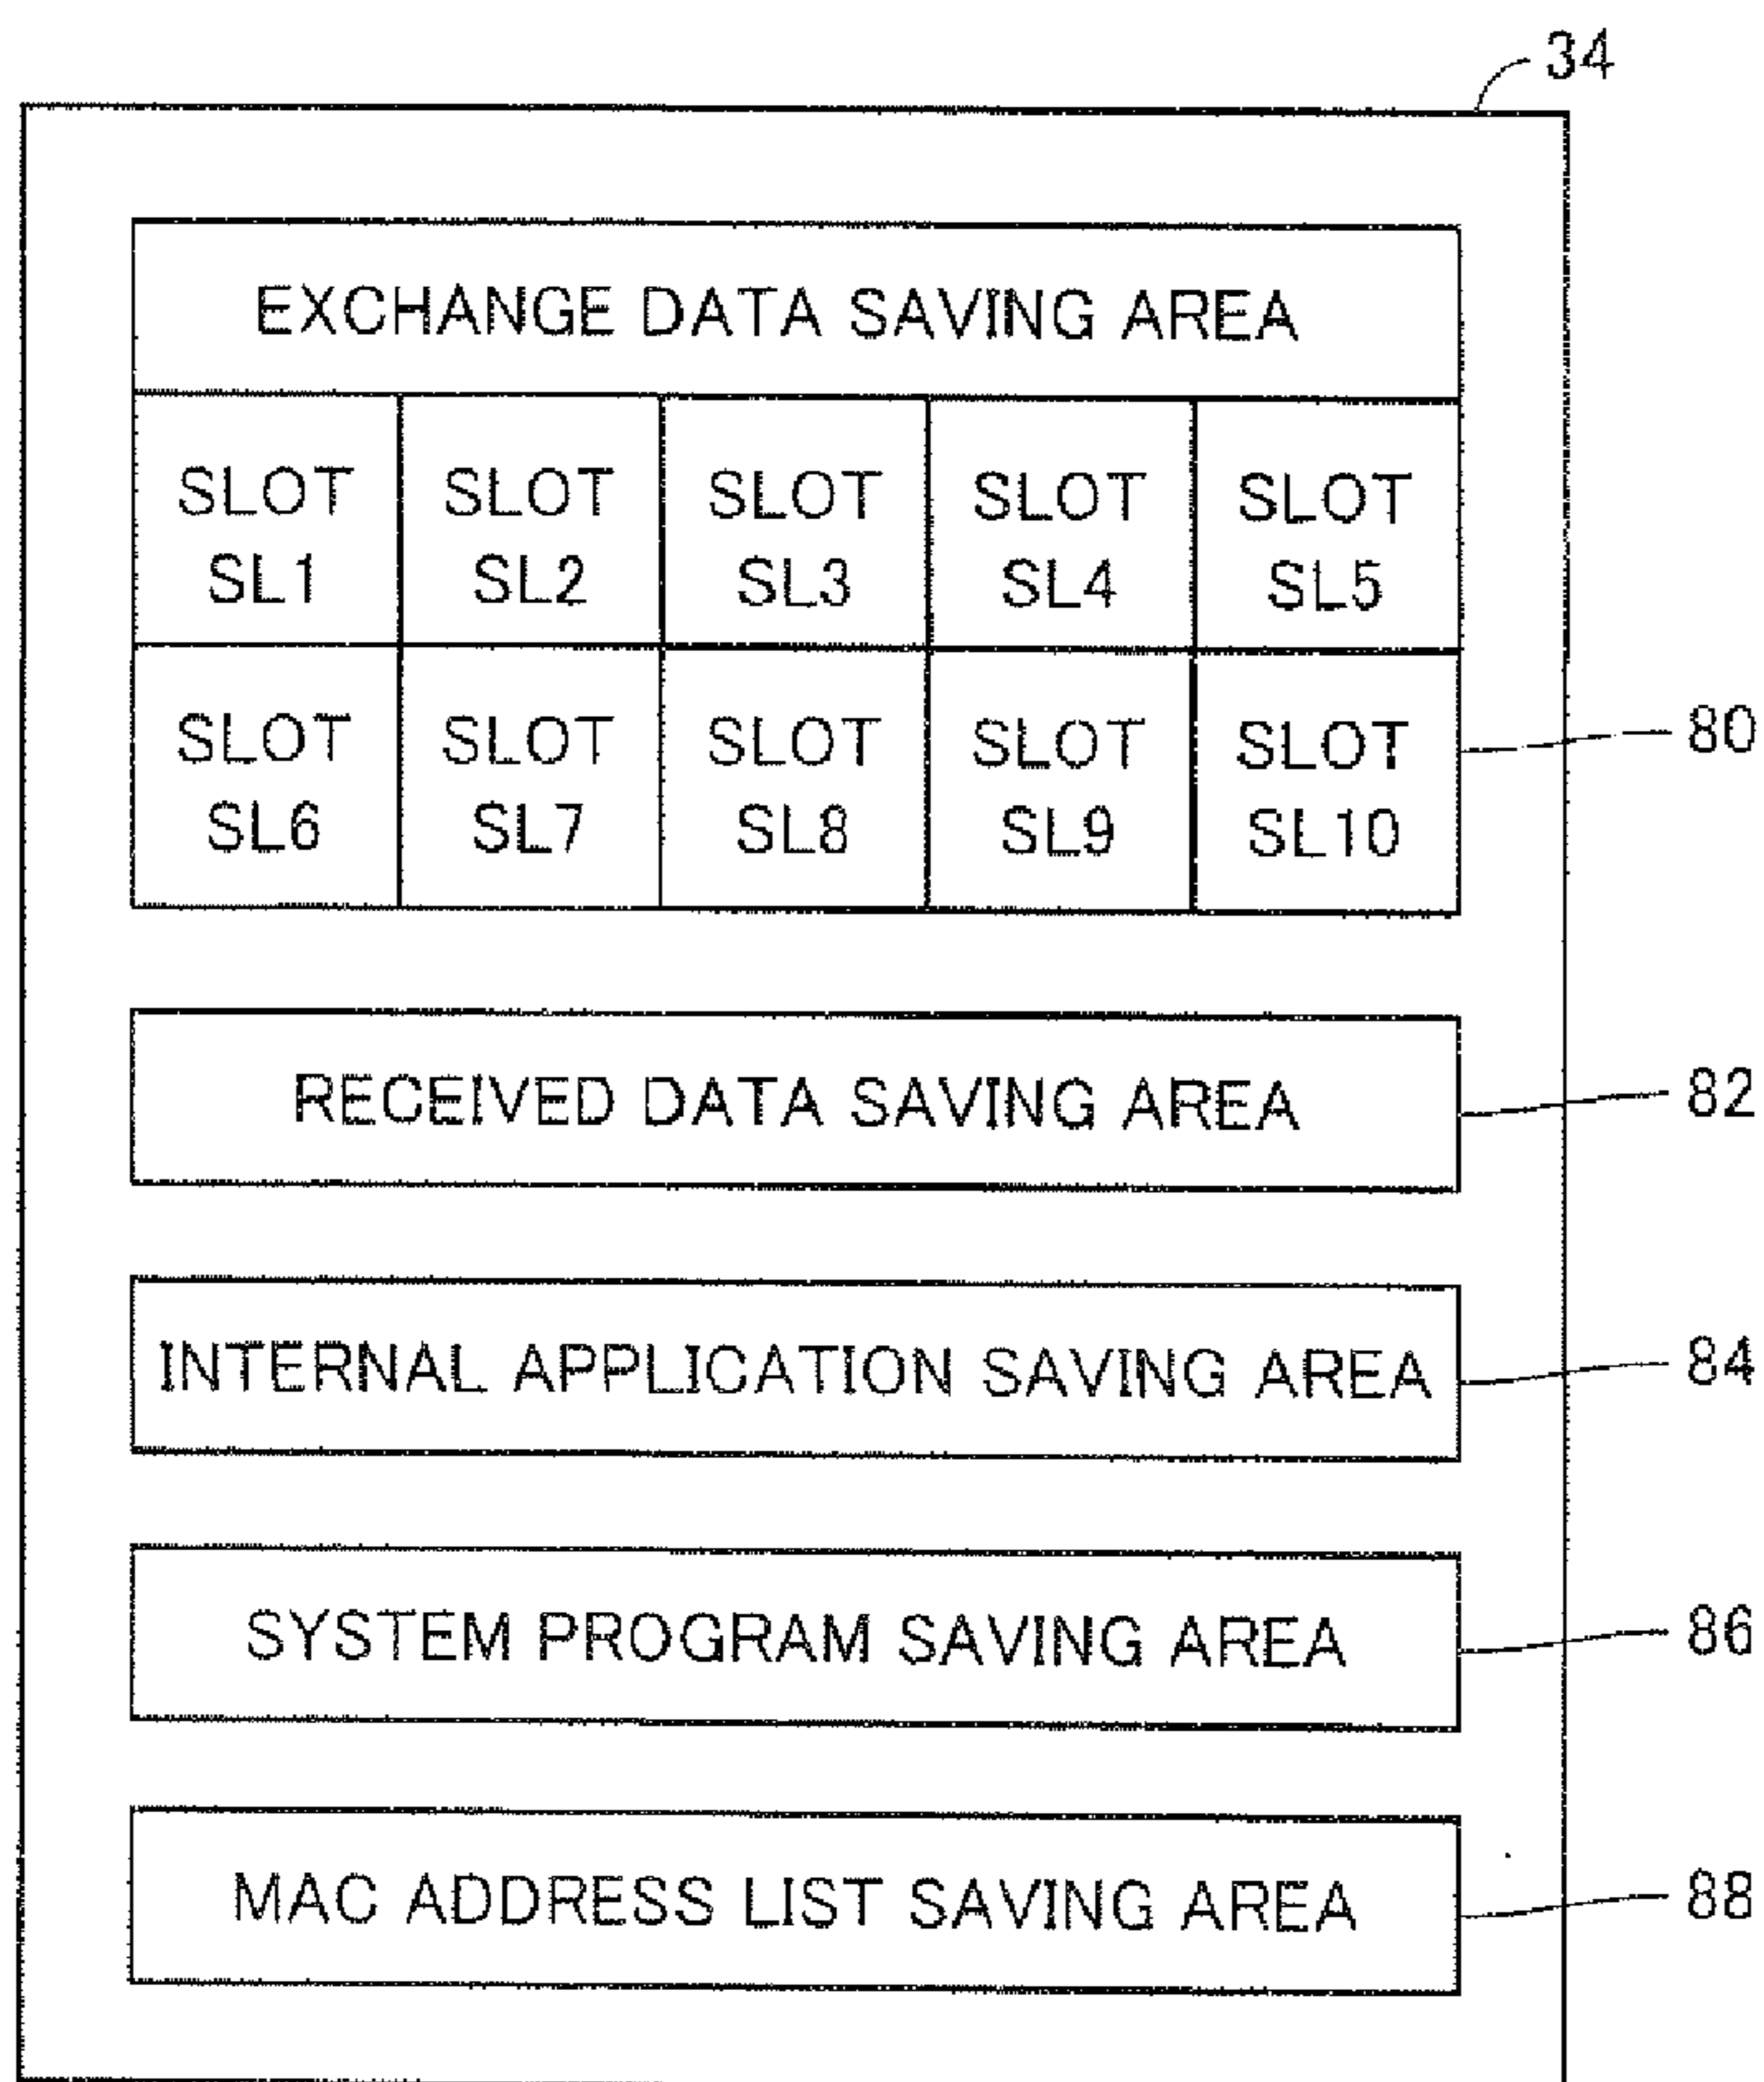 34
EXCHANGE DATA SAVING AREA
SLOT SL1
SLOT SL2
SLOT SL3
SLOT SL4
SLOT SL5
SLOT SL6
SLOT SL7
SLOT SL8
SLOT SL9
SLOT SL10
80
RECEIVED DATA SAVING AREA
82
INTERNAL APPLICATION SAVING AREA
84
SYSTEM PROGRAM SAVING AREA
86
MAC ADDRESS LIST SAVING AREA
88